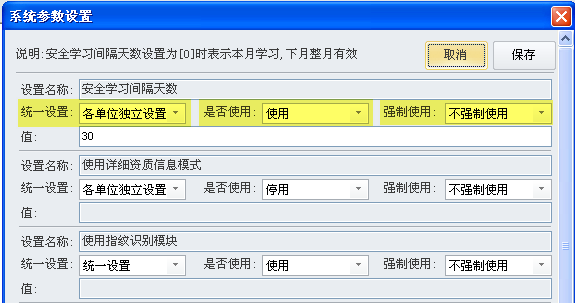 系统参数设置
说明:安全学习间隔天数设置为[0]时表示本月学习,下月整月有效 取消 保存
设置名称: 安全学习间隔天数
统一设置: 各单位独立设置 是否使用: 使用 强制使用: 不强制使用
值: 30
设置名称: 使用详细资质信息模式
统一设置: 各单位独立设置 是否使用: 停用 强制使用: 不强制使用
值:
设置名称: 使用指纹识别模块
统一设置: 统一设置 是否使用: 使用 强制使用: 不强制使用
值: